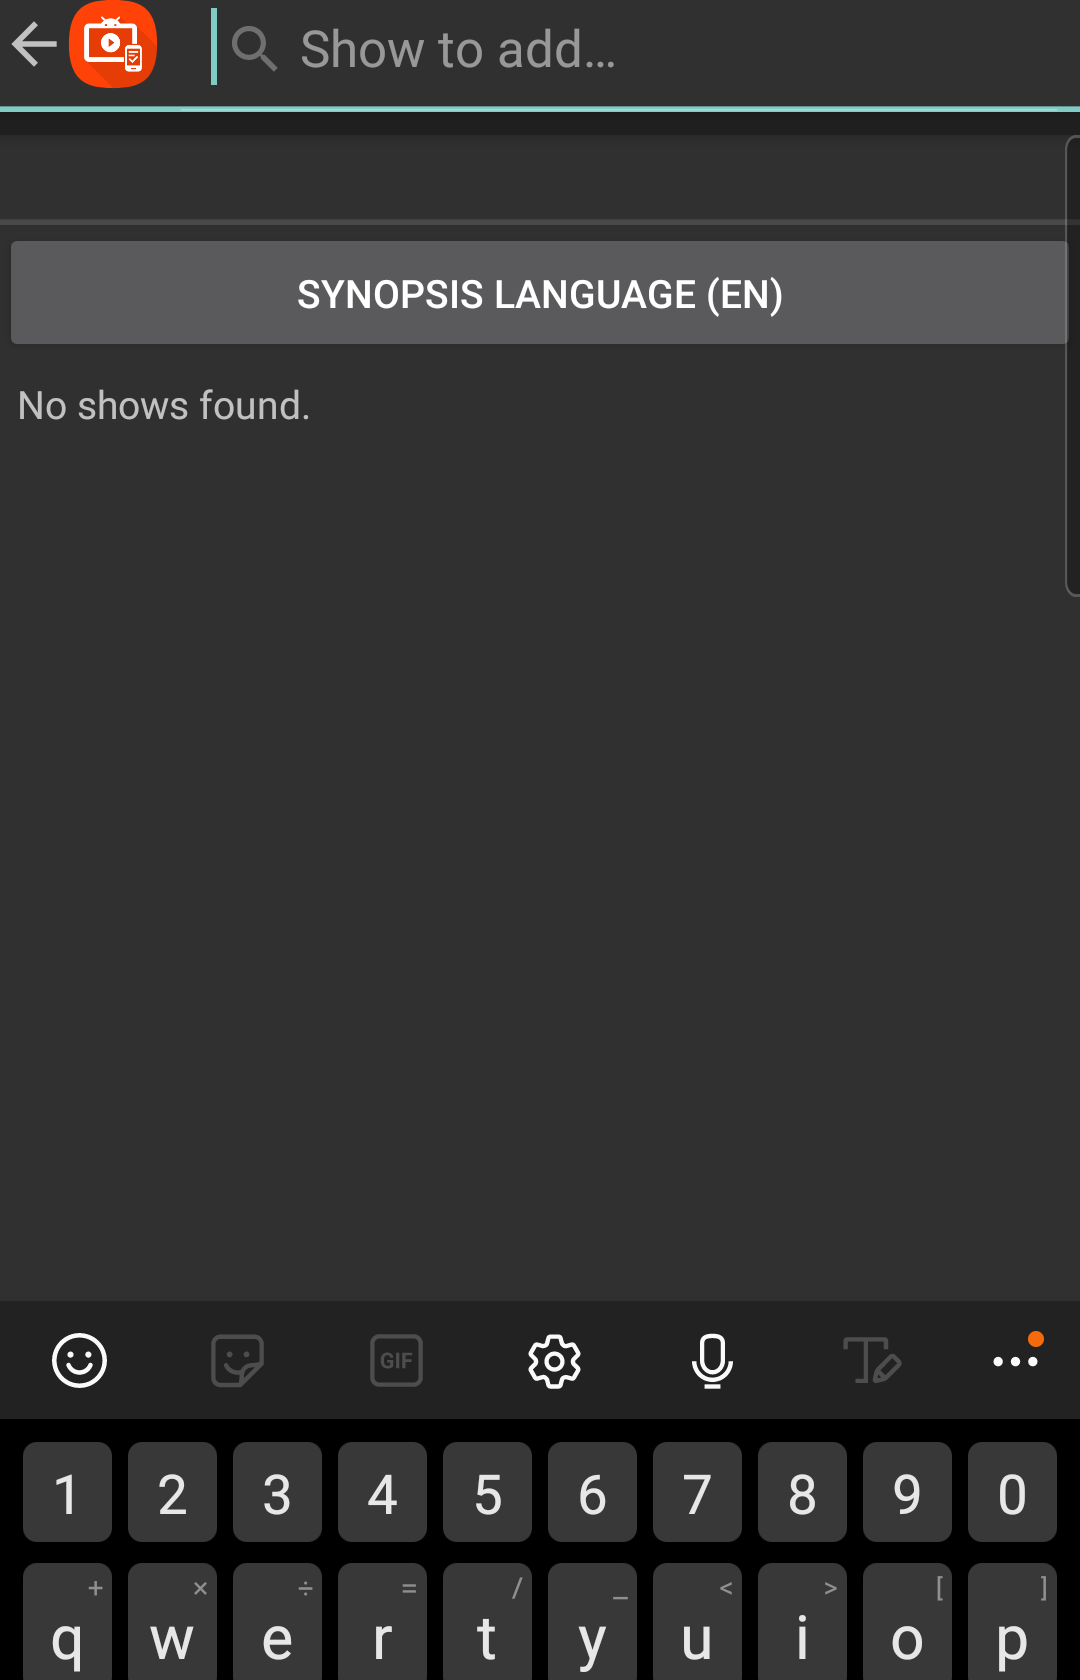 Show to add...
SYNOPSIS LANGUAGE (EN)
No shows found.
GIF
1 2 3 4 5 6 7 8 9 0
+ × ÷ = / _ < > [ ]
q w e r t y u i o p